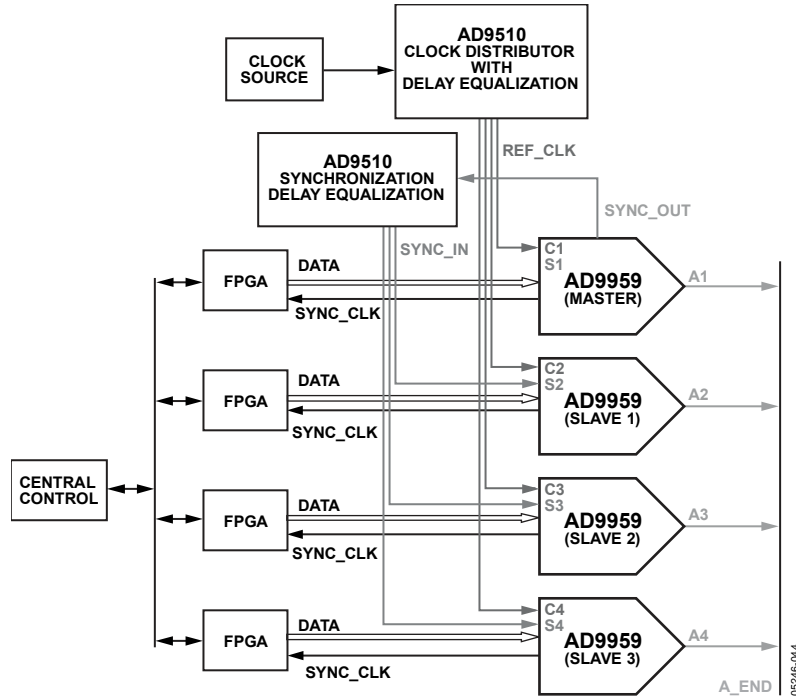 AD9510
CLOCK DISTRIBUTOR
WITH
DELAY EQUALIZATION
CLOCK
SOURCE
REF_CLK
AD9510
SYNCHRONIZATION
DELAY EQUALIZATION
SYNC_OUT
SYNC_IN
FPGA
DATA
SYNC_CLK
C1
S1
AD9959
(MASTER)
A1
FPGA
DATA
SYNC_CLK
C2
S2
AD9959
(SLAVE 1)
A2
CENTRAL
CONTROL
FPGA
DATA
SYNC_CLK
C3
S3
AD9959
(SLAVE 2)
A3
FPGA
DATA
SYNC_CLK
C4
S4
AD9959
(SLAVE 3)
A4
A_END
05246-044